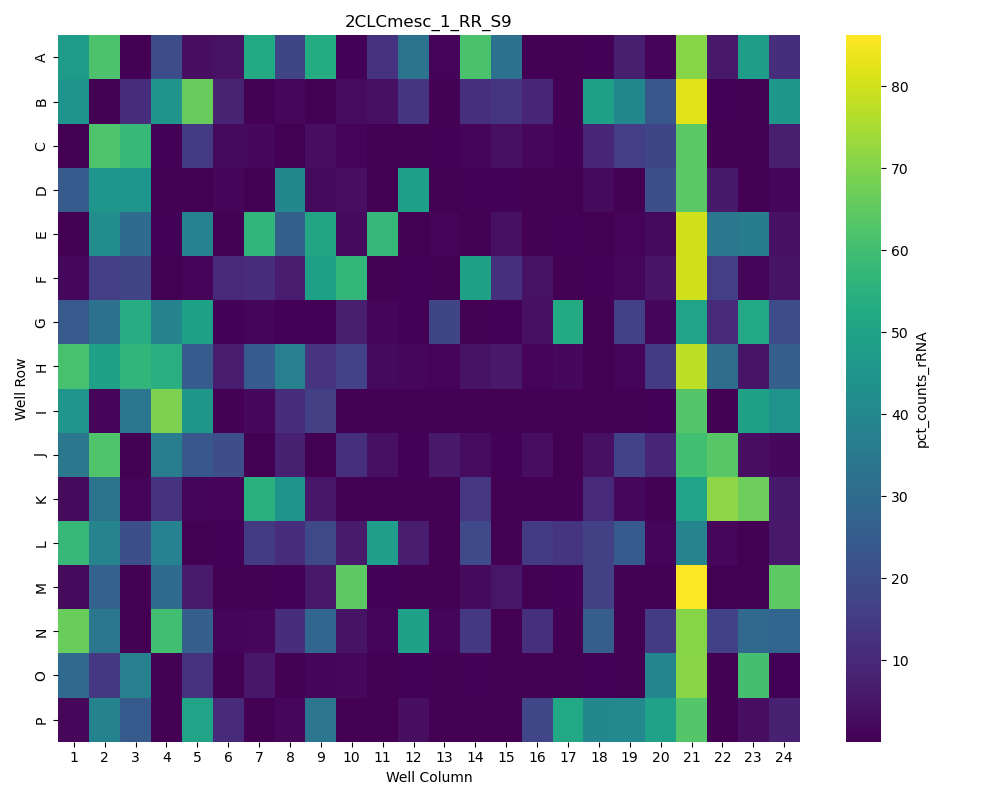 2CLCmesc_1_RR_S9
A
B
C
D
E
F
G
H
I
J
K
L
M
N
O
P
Well Row
1 2 3 4 5 6 7 8 9 10 11 12 13 14 15 16 17 18 19 20 21 22 23 24
Well Column
80
70
60
50
40
30
20
10
pct_counts_rRNA